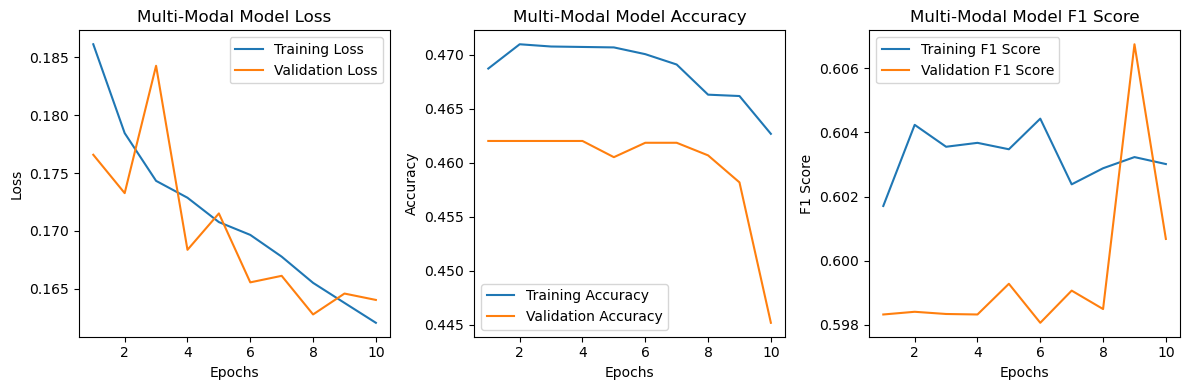 Multi-Modal Model Loss
Training Loss
Validation Loss
0.185
0.180
0.175
0.170
0.165
Loss
2
4
6
8
10
Epochs
Multi-Modal Model Accuracy
0.470
0.465
0.460
0.455
0.450
0.445
Accuracy
Training Accuracy
Validation Accuracy
2
4
6
8
10
Epochs
Multi-Modal Model F1 Score
Training F1 Score
Validation F1 Score
0.606
0.604
0.602
0.600
0.598
F1 Score
2
4
6
8
10
Epochs